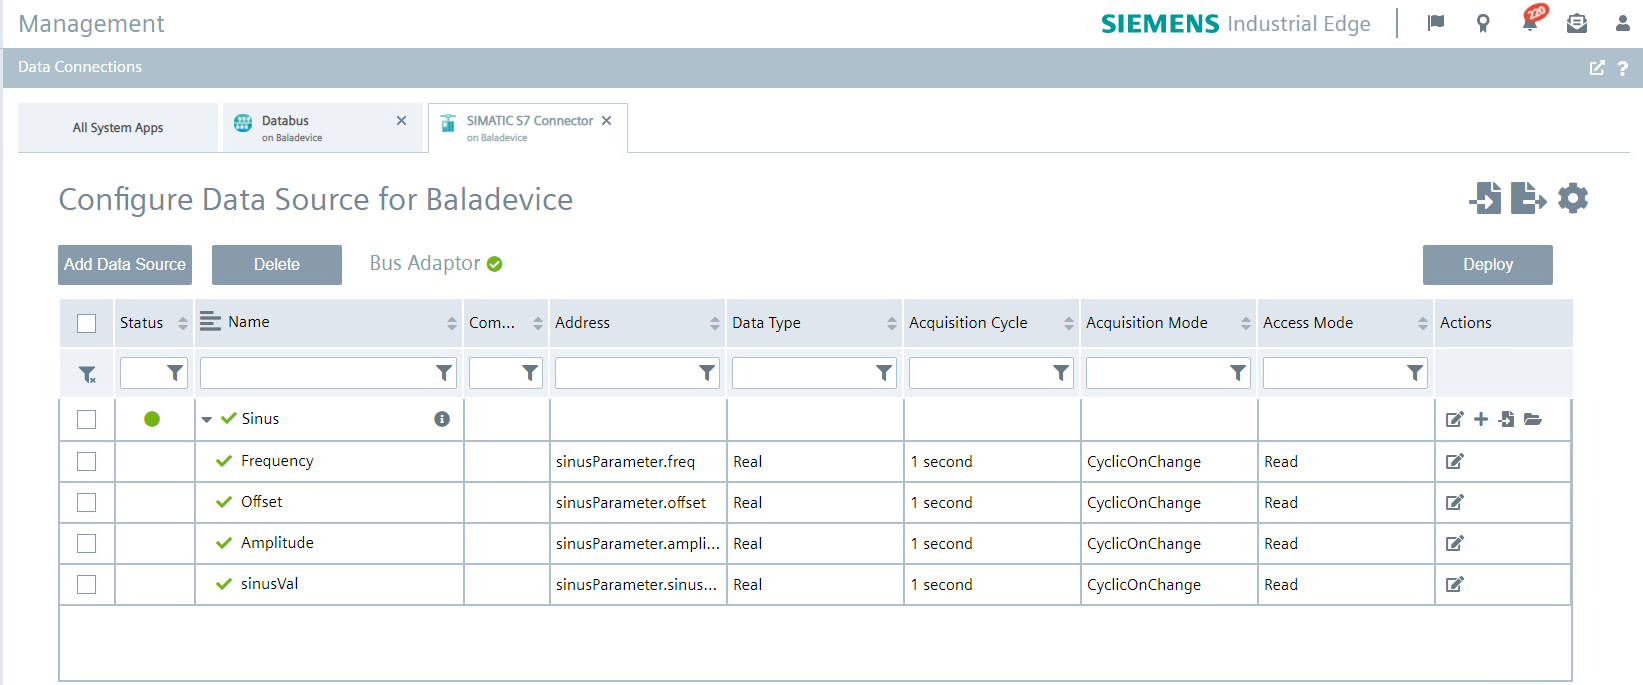 Management
SIEMENS Industrial Edge
220
Data Connections
?
All System Apps
Databus
on Baladevice
SIMATIC S7 Connector
on Baladevice
Configure Data Source for Baladevice
Add Data Source Delete Bus Adaptor Deploy
Status Name Com... Address Data Type Acquisition Cycle Acquisition Mode Access Mode Actions
Sinus
Frequency sinusParameter.freq Real 1 second CyclicOnChange Read
Offset sinusParameter.offset Real 1 second CyclicOnChange Read
Amplitude sinusParameter.ampli... Real 1 second CyclicOnChange Read
sinusVal sinusParameter.sinus... Real 1 second CyclicOnChange Read